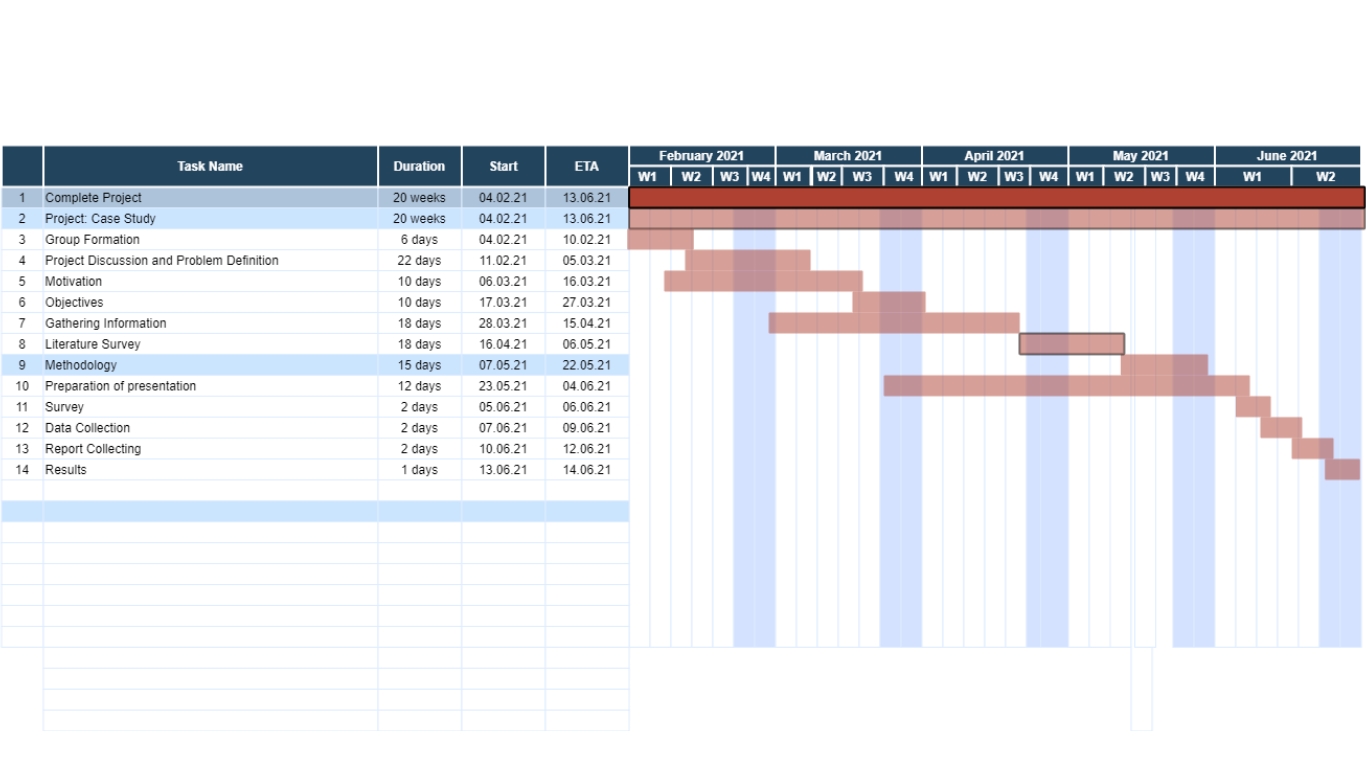 Task Name Duration Start ETA February 2021 March 2021 April 2021 May 2021 June 2021
W1 W2 W3 W4 W1 W2 W3 W4 W1 W2 W3 W4 W1 W2 W3 W4 W1 W2
1 Complete Project 20 weeks 04.02.21 13.06.21
2 Project: Case Study 20 weeks 04.02.21 13.06.21
3 Group Formation 6 days 04.02.21 10.02.21
4 Project Discussion and Problem Definition 22 days 11.02.21 05.03.21
5 Motivation 10 days 06.03.21 16.03.21
6 Objectives 10 days 17.03.21 27.03.21
7 Gathering Information 18 days 28.03.21 15.04.21
8 Literature Survey 18 days 16.04.21 06.05.21
9 Methodology 15 days 07.05.21 22.05.21
10 Preparation of presentation 12 days 23.05.21 04.06.21
11 Survey 2 days 05.06.21 06.06.21
12 Data Collection 2 days 07.06.21 09.06.21
13 Report Collecting 2 days 10.06.21 12.06.21
14 Results 1 days 13.06.21 14.06.21